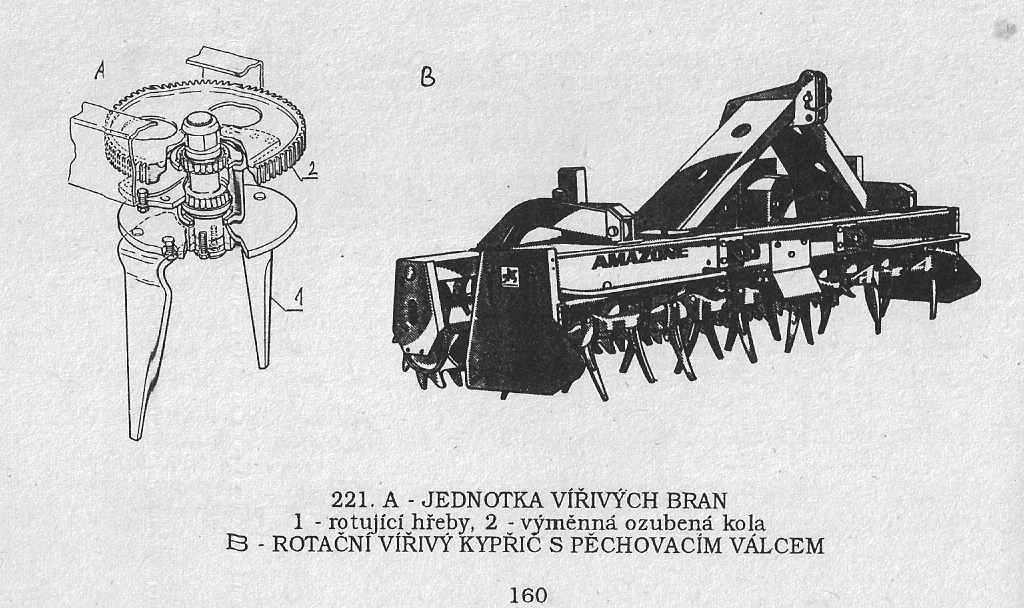 A
B
2
1
AMAZONE
221. A - JEDNOTKA VÍŘIVÝCH BRAN
1 - rotující hřeby, 2 - výměnná ozubená kola
B - ROTAČNÍ VÍŘIVÝ KYPŘIČ S PĚCHOVACÍM VÁLCEM
160